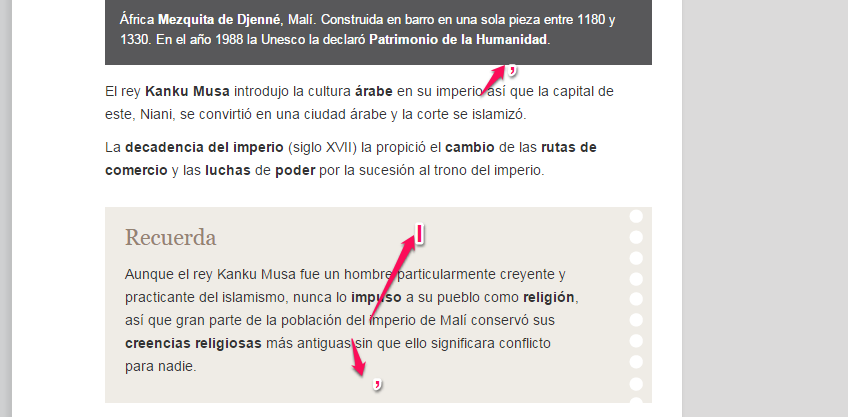 África Mezquita de Djenné, Malí. Construida en barro en una sola pieza entre 1180 y
1330. En el año 1988 la Unesco la declaró Patrimonio de la Humanidad.
,
El rey Kanku Musa introdujo la cultura árabe en su imperio así que la capital de
este, Niani, se convirtió en una ciudad árabe y la corte se islamizó.
La decadencia del imperio (siglo XVII) la propició el cambio de las rutas de
comercio y las luchas de poder por la sucesión al trono del imperio.
I
Recuerda
Aunque el rey Kanku Musa fue un hombre particularmente creyente y
practicante del islamismo, nunca lo impuso a su pueblo como religión,
así que gran parte de la población del imperio de Malí conservó sus
creencias religiosas más antiguas sin que ello significara conflicto
para nadie.
,